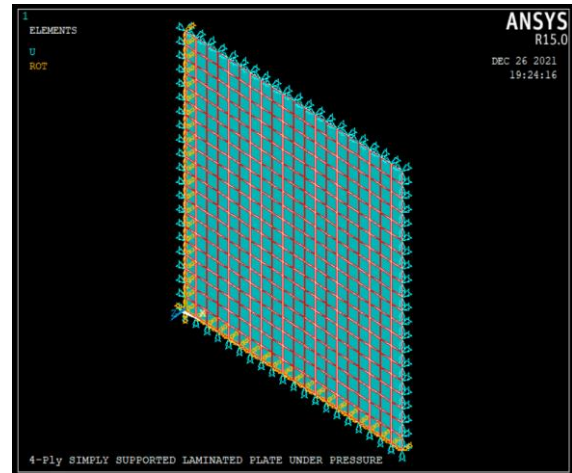 1
ELEMENTS
U
ROT
ANSYS
R15.0
DEC 26 2021
19:24:16
X
4-Ply SIMPLY SUPPORTED LAMINATED PLATE UNDER PRESSURE